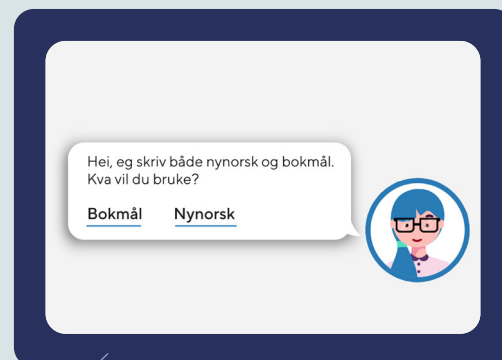 Hei, eg skriv både nynorsk og bokmål.
Kva vil du bruke?
Bokmål Nynorsk